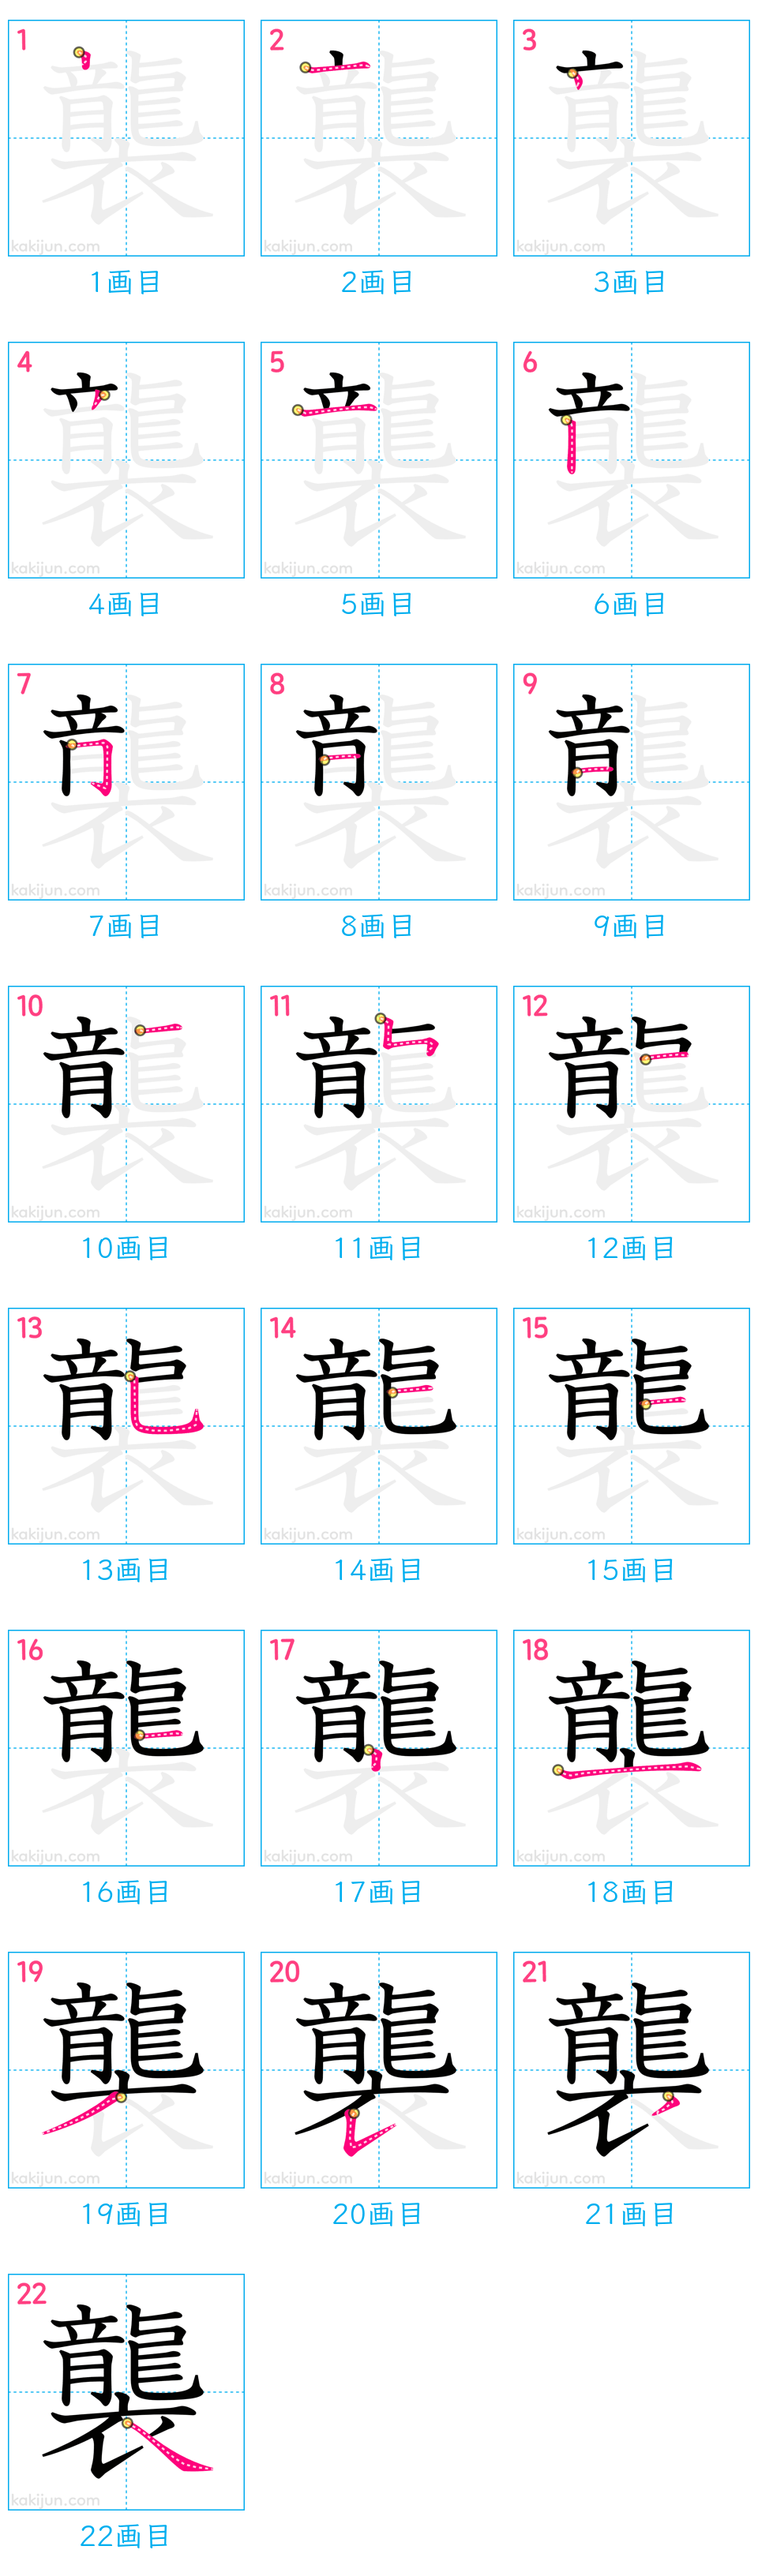 1 2 3
kakijun.com kakijun.com kakijun.com
1画目 2画目 3画目
4 5 6
kakijun.com kakijun.com kakijun.com
4画目 5画目 6画目
7 8 9
kakijun.com kakijun.com kakijun.com
7画目 8画目 9画目
10 11 12
kakijun.com kakijun.com kakijun.com
10画目 11画目 12画目
13 14 15
kakijun.com kakijun.com kakijun.com
13画目 14画目 15画目
16 17 18
kakijun.com kakijun.com kakijun.com
16画目 17画目 18画目
19 20 21
kakijun.com kakijun.com kakijun.com
19画目 20画目 21画目
22
襲
kakijun.com
22画目